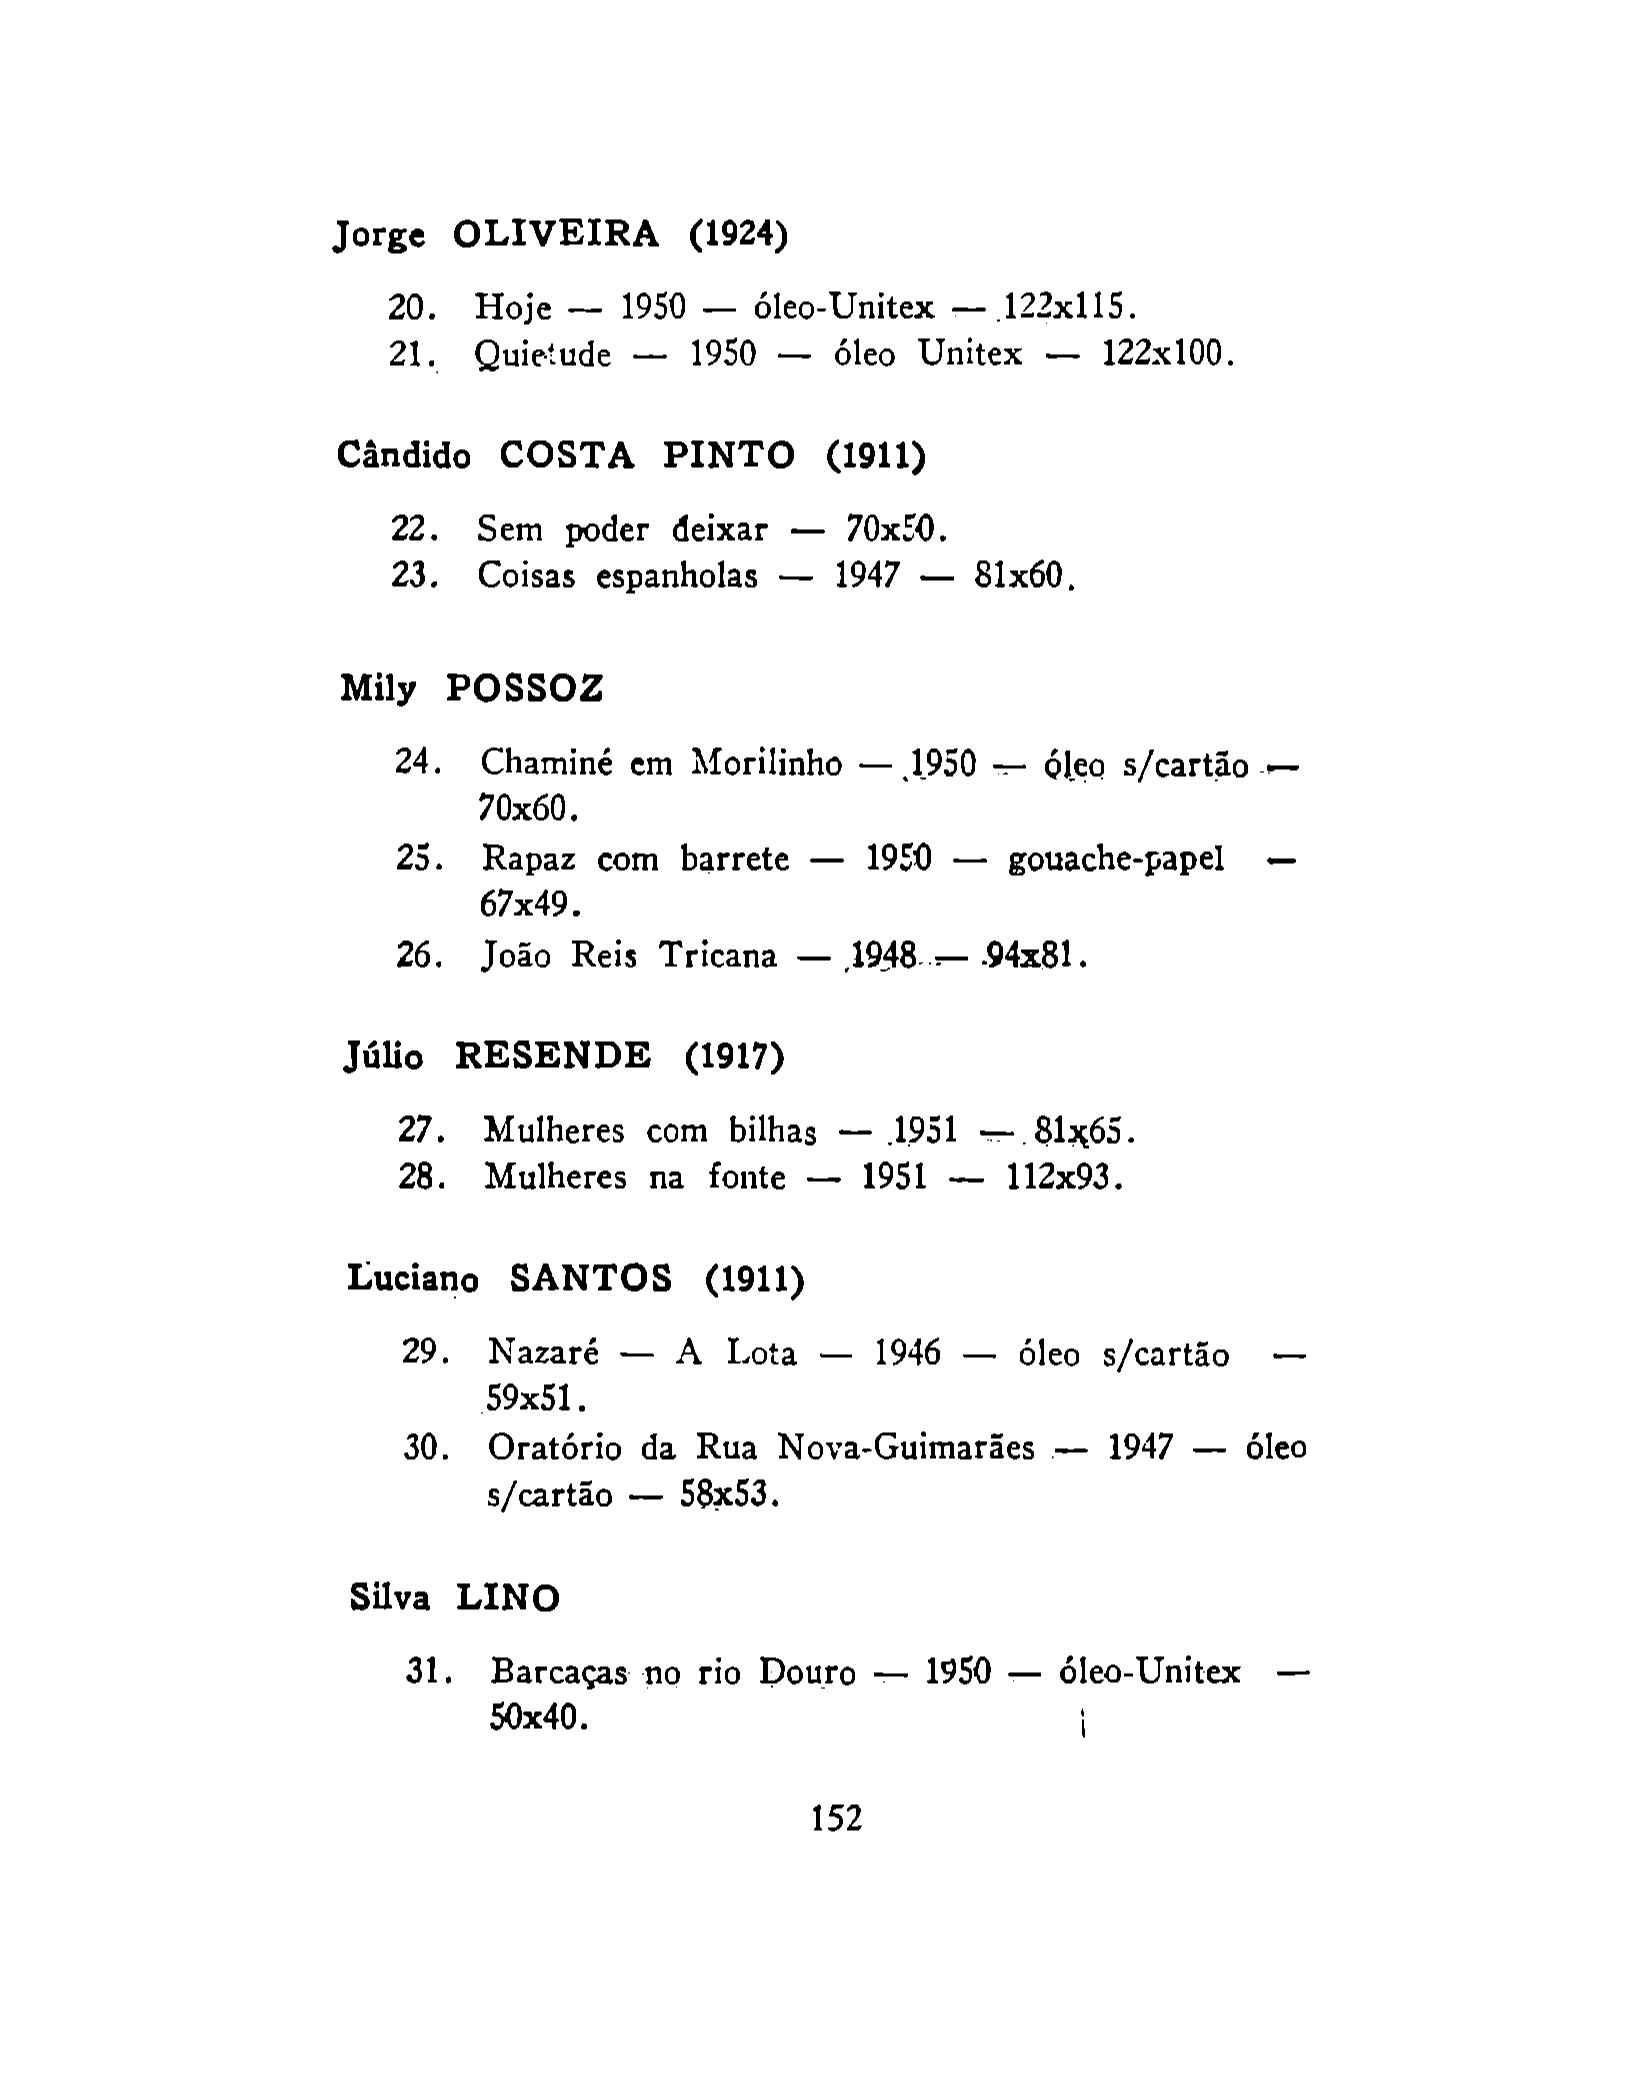 Jorge OLIVEIRA (1924)
20. Hoje — 1950 — óleo-Unitex — 122x115.
21. Quietude — 1950 — óleo Unitex — 122x100.
Cândido COSTA PINTO (1911)
22. Sem poder deixar — 70x50.
23. Coisas espanholas — 1947 — 81x60.
Mily POSSOZ
24. Chaminé em Morilinho — 1950 — óleo s/cartão —
70x60.
25. Rapaz com barrete — 1950 — gouache-papel —
67x49.
26. João Reis Tricana — 1948 — 94x81.
Júlio RESENDE (1917)
27. Mulheres com bilhas — 1951 — 81x65.
28. Mulheres na fonte — 1951 — 112x93.
Luciano SANTOS (1911)
29. Nazaré — A Lota — 1946 — óleo s/cartão —
59x51.
30. Oratório da Rua Nova-Guimarães — 1947 — óleo
s/cartão — 58x53.
Silva LINO
31. Barcaças no rio Douro — 1950 — óleo-Unitex —
50x40.
152